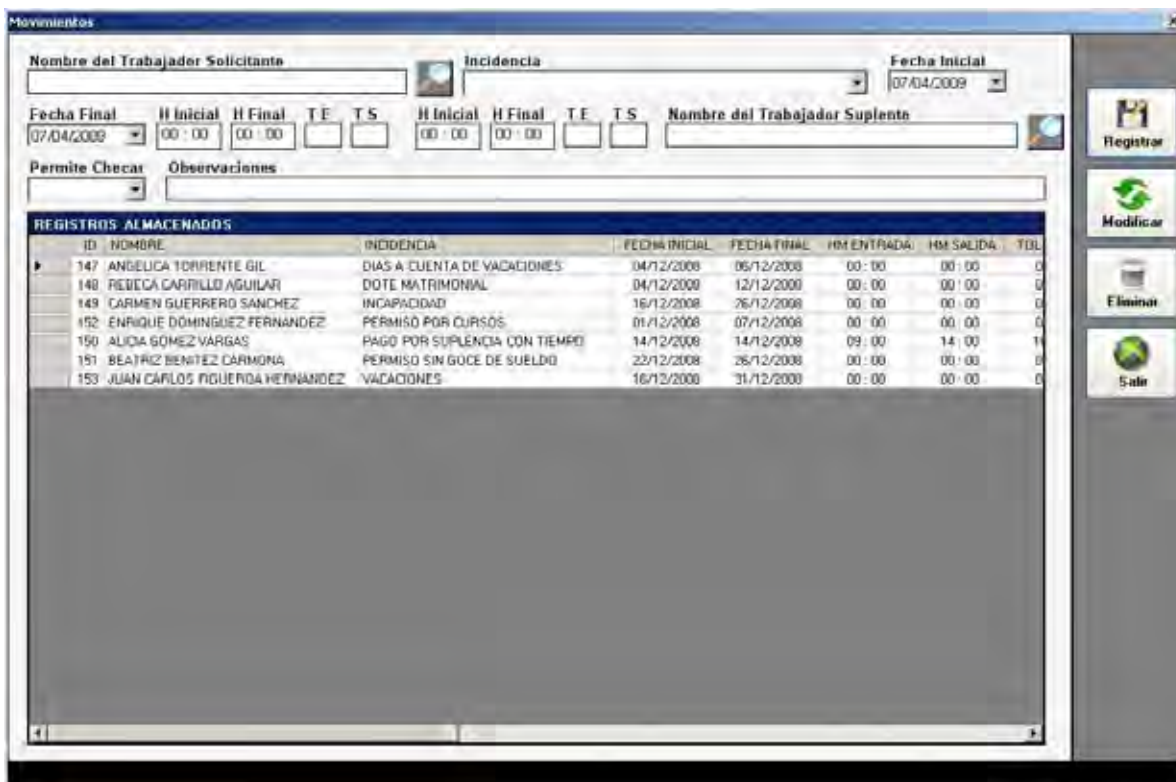 Movimientos
Nombre del Trabajador Solicitante Incidencia Fecha Inicial
07/04/2009
Fecha Final H Inicial H Final T E T S H Inicial H Final T E T S Nombre del Trabajador Suplente
07/04/2009 00 : 00 00 : 00 00 : 00 00 : 00
Permite Checar Observaciones
REGISTROS ALMACENADOS
ID NOMBRE INCIDENCIA FECHA INICIAL FECHA FINAL HM ENTRADA HM SALIDA TOL
147 ANGELICA TORRENTE GIL DIAS A CUENTA DE VACACIONES 04/12/2008 06/12/2008 00 : 00 00 : 00 0
148 REBECA CARRILLO AGUILAR DOTE MATRIMONIAL 04/12/2008 12/12/2008 00 : 00 00 : 00 0
149 CARMEN GUERRERO SANCHEZ INCAPACIDAD 16/12/2008 26/12/2008 00 : 00 00 : 00 0
152 ENRIQUE DOMINGUEZ FERNANDEZ PERMISO POR CURSOS 01/12/2008 07/12/2008 00 : 00 00 : 00 0
150 ALICIA GOMEZ VARGAS PAGO POR SUPLENCIA CON TIEMPO 14/12/2008 14/12/2008 09 : 00 14 : 00
151 BEATRIZ BENITEZ CARMONA PERMISO SIN GOCE DE SUELDO 22/12/2008 26/12/2008 00 : 00 00 : 00 0
153 JUAN CARLOS FIGUEROA HERNANDEZ VACACIONES 16/12/2008 31/12/2008 00 : 00 00 : 00 0
Registrar
Modificar
Eliminar
Salir